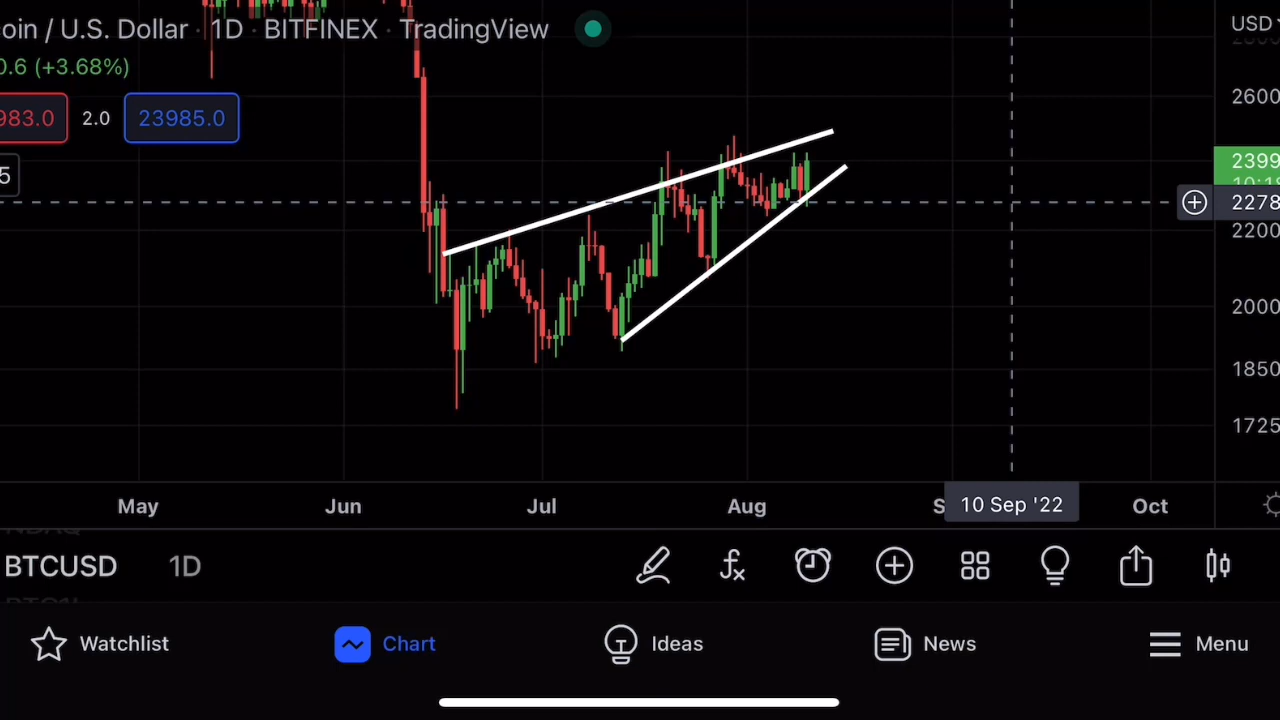 oin / U.S. Dollar · 1D · BITFINEX · TradingView
USD
0.6 (+3.68%)
983.0 2.0 23985.0
2600
5
2399
2278
2200
2000
1850
1725
May Jun Jul Aug S 10 Sep '22 Oct
BTCUSD 1D
Watchlist Chart Ideas News Menu